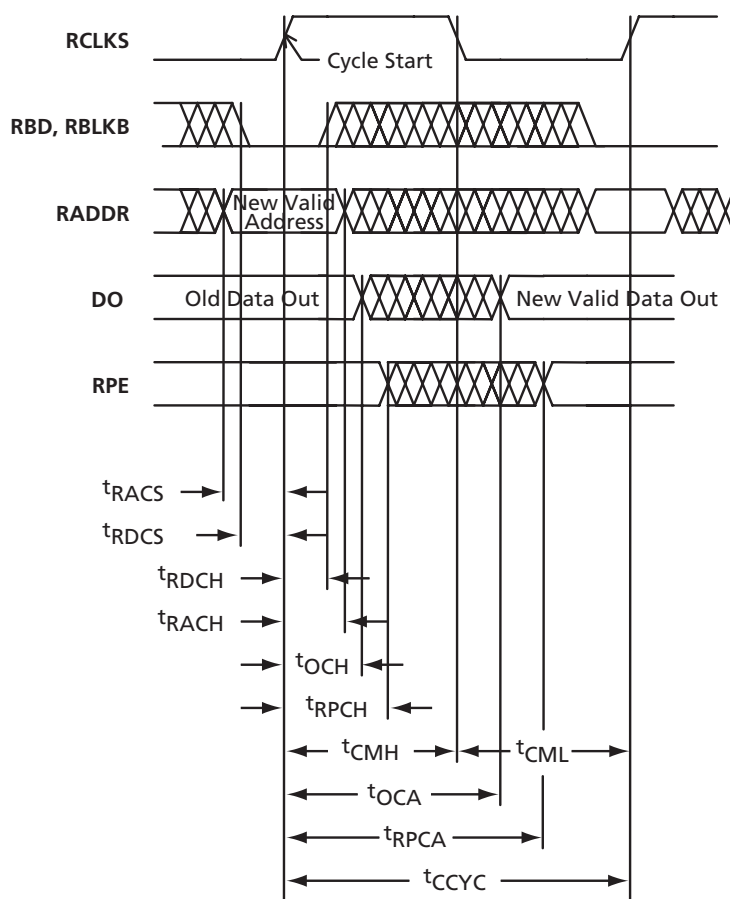 RCLKS
Cycle Start
RBD, RBLKB
RADDR
New Valid
Address
DO
Old Data Out
New Valid Data Out
RPE
tRACS
tRDCS
tRDCH
tRACH
tOCH
tRPCH
tCMH
tCML
tOCA
tRPCA
tCCYC